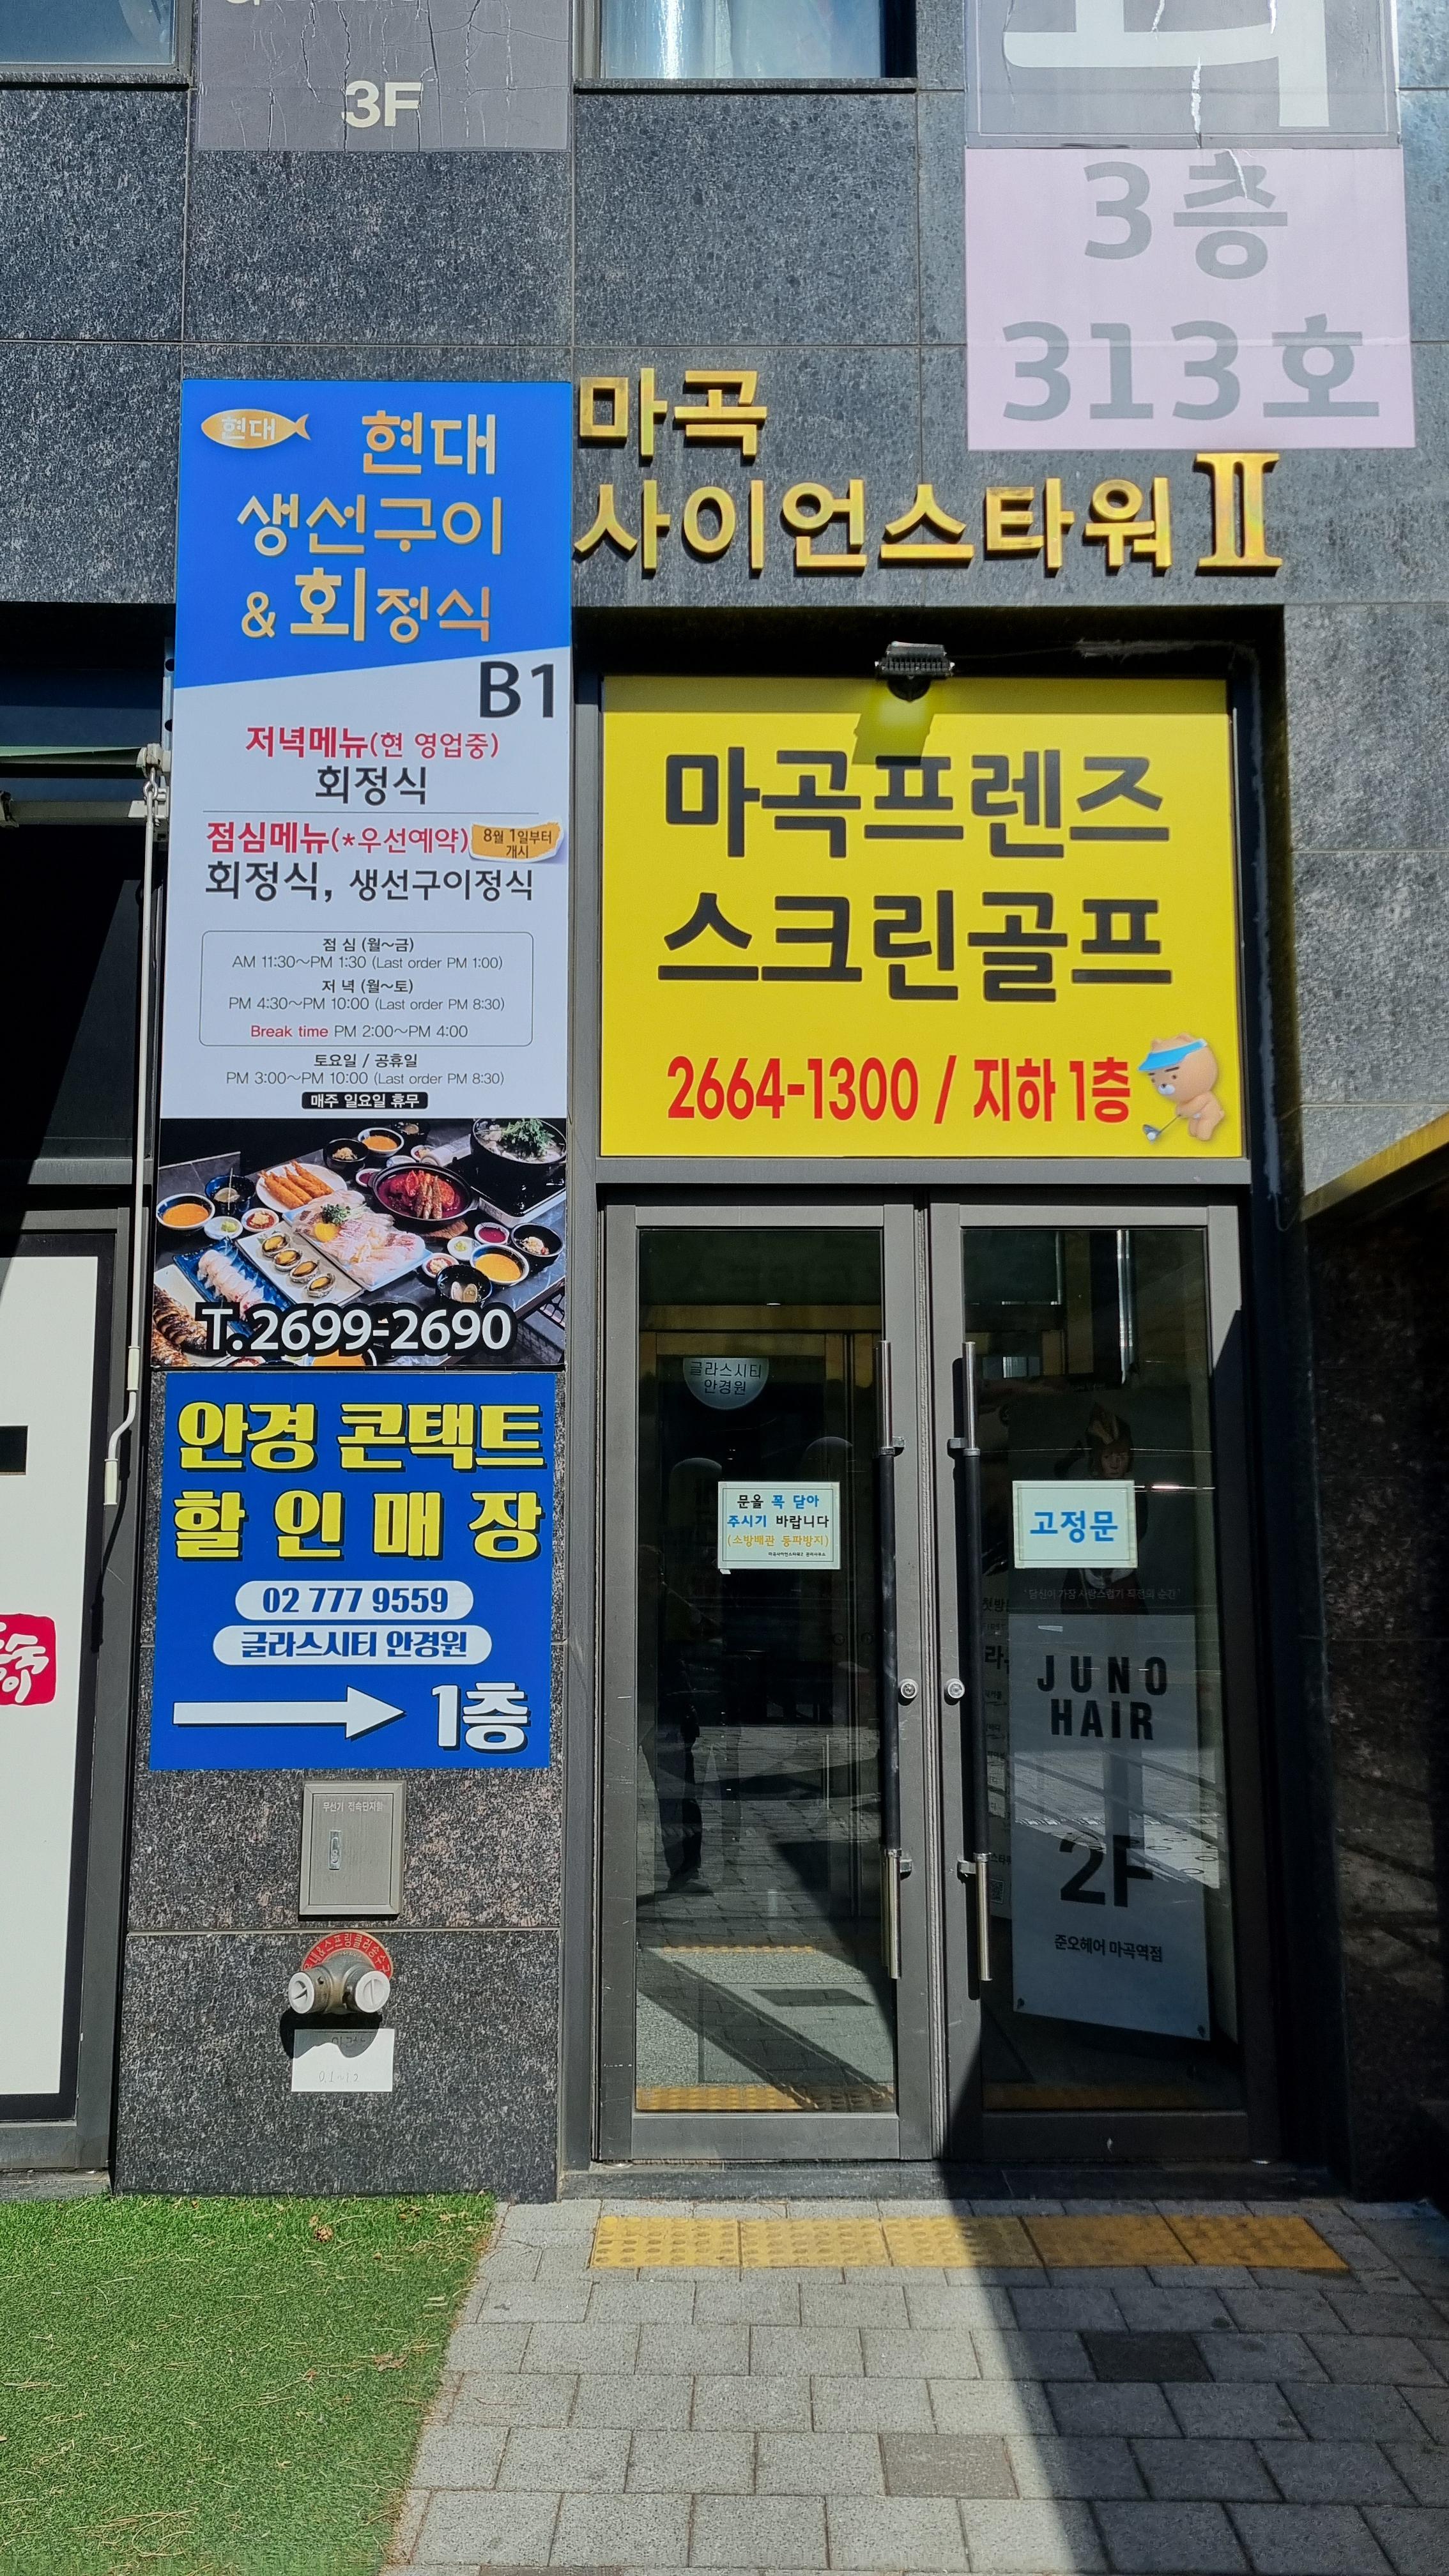 3F
3층
313호
현대
현대
생선구이
& 회정식
B1
저녁메뉴(현 영업중)
회정식
점심메뉴(*우선예약)
8월 1일부터
개시
회정식, 생선구이정식
점 심 (월~금)
AM 11:30~PM 1:30 (Last order PM 1:00)
저 녁 (월~토)
PM 4:30~PM 10:00 (Last order PM 8:30)
Break time PM 2:00~PM 4:00
토요일 / 공휴일
PM 3:00~PM 10:00 (Last order PM 8:30)
매주 일요일 휴무
T.2699-2690
안경 콘택트
할 인 매 장
02 777 9559
글라스시티 안경원
1층
마곡
사이언스타워 II
마곡프렌즈
스크린골프
2664-1300 / 지하 1층
글라스시티
안경원
문을 꼭 닫아
주시기 바랍니다
(소방배관 동파방지)
고정문
JUNO
HAIR
2F
준오헤어 마곡역점